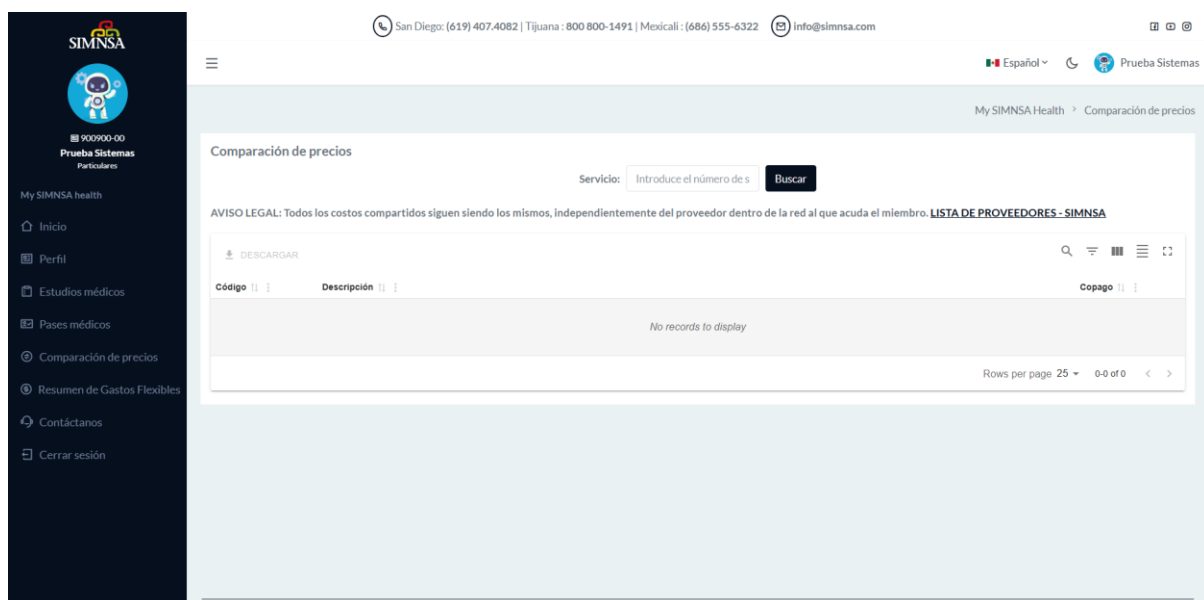 SIMNSA
San Diego: (619) 407.4082 | Tijuana : 800 800-1491 | Mexicali : (686) 555-6322 info@simnsa.com
Español Prueba Sistemas
My SIMNSA Health > Comparación de precios
900900-00
Prueba Sistemas
Particulares
My SIMNSA health
Inicio
Perfil
Estudios médicos
Pases médicos
Comparación de precios
Resumen de Gastos Flexibles
Contáctanos
Cerrar sesión
Comparación de precios
Servicio: Introduce el número de s Buscar
AVISO LEGAL: Todos los costos compartidos siguen siendo los mismos, independientemente del proveedor dentro de la red al que acuda el miembro. LISTA DE PROVEEDORES - SIMNSA
DESCARGAR
Código Descripción Copago
No records to display
Rows per page 25 0-0 of 0